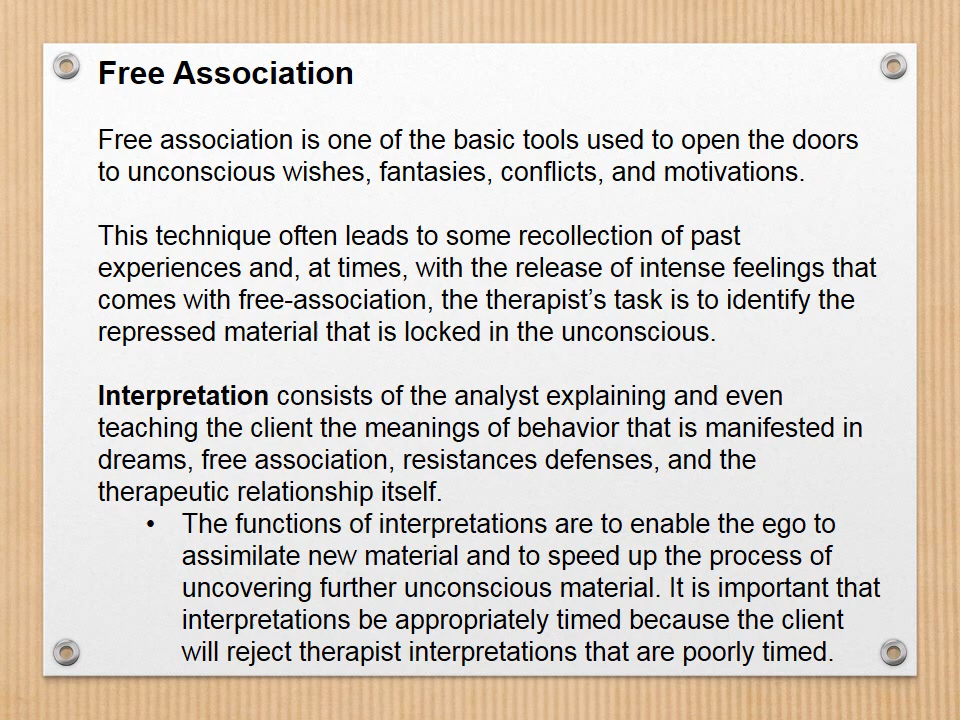 Free Association
Free association is one of the basic tools used to open the doors
to unconscious wishes, fantasies, conflicts, and motivations.
This technique often leads to some recollection of past
experiences and, at times, with the release of intense feelings that
comes with free-association, the therapist’s task is to identify the
repressed material that is locked in the unconscious.
Interpretation consists of the analyst explaining and even
teaching the client the meanings of behavior that is manifested in
dreams, free association, resistances defenses, and the
therapeutic relationship itself.
• The functions of interpretations are to enable the ego to
assimilate new material and to speed up the process of
uncovering further unconscious material. It is important that
interpretations be appropriately timed because the client
will reject therapist interpretations that are poorly timed.